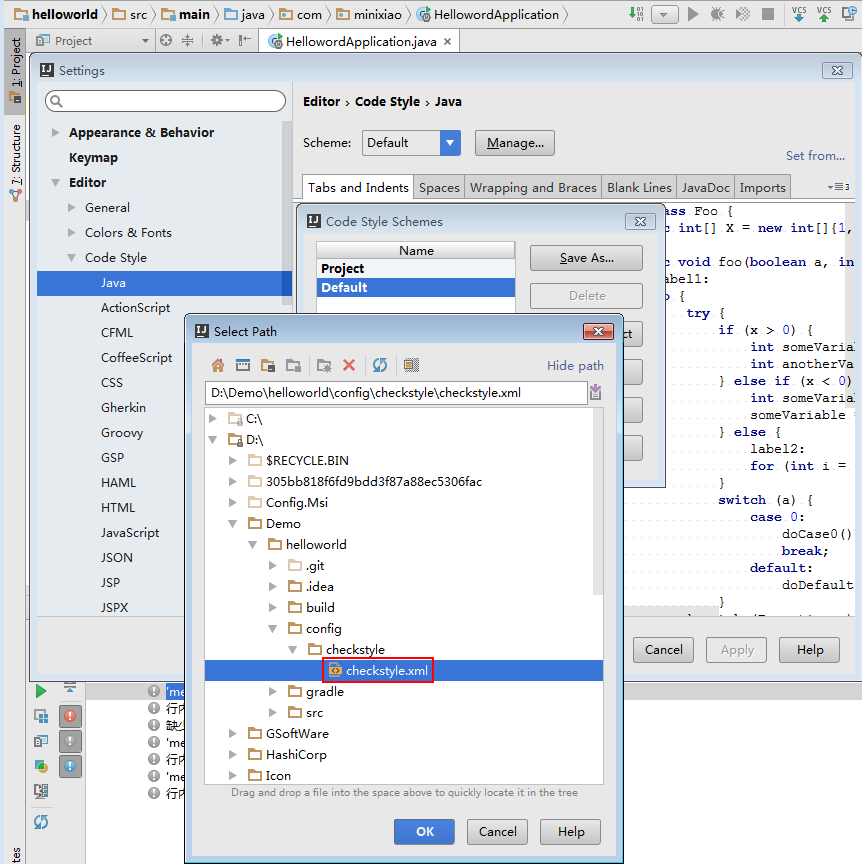 helloworld src main java com minixiao HellowordApplication
Project HellowordApplication.java
1: Project
7: Structure
Settings
Appearance & Behavior
Keymap
Editor
General
Colors & Fonts
Code Style
Java
ActionScript
CFML
CoffeeScript
CSS
Gherkin
Groovy
GSP
HAML
HTML
JavaScript
JSON
JSP
JSPX
Editor › Code Style › Java
Scheme: Default Manage...
Set from...
Tabs and Indents Spaces Wrapping and Braces Blank Lines JavaDoc Imports
Code Style Schemes
Name
Project
Default
Save As...
Delete
ass Foo {
c int[] X = new int[]{1,
c void foo(boolean a, in
abel1:
o {
try {
if (x > 0) {
int someVaria
int anotherVa
} else if (x < 0)
int someVaria
someVariable
} else {
label2:
for (int i =
}
switch (a) {
case 0:
doCase0()
break;
default:
doDefault
}
Cancel Apply Help
Select Path
Hide path
D:\Demo\helloworld\config\checkstyle\checkstyle.xml
C:\
D:\
$RECYCLE.BIN
305bb818f6fd9bdd3f87a88ec5306fac
Config.Msi
Demo
helloworld
.git
.idea
build
config
checkstyle
checkstyle.xml
gradle
src
GSoftWare
HashiCorp
Icon
Drag and drop a file into the space above to quickly locate it in the tree
OK Cancel Help
'me
行内
缺少
'me
行内
'me
行内